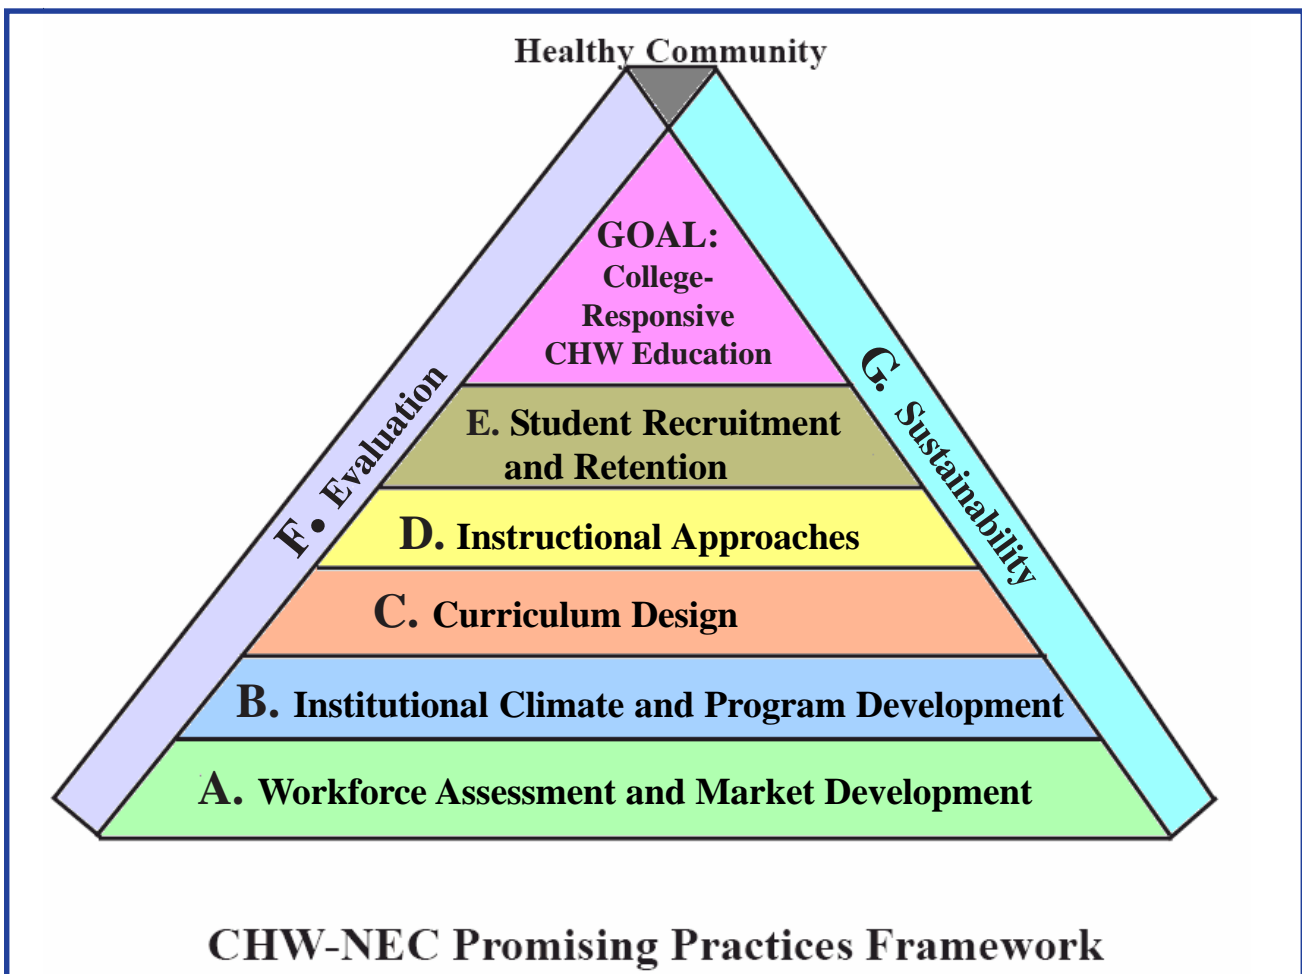 Healthy Community
GOAL:
College-
Responsive
CHW Education
E. Student Recruitment
and Retention
D. Instructional Approaches
C. Curriculum Design
B. Institutional Climate and Program Development
A. Workforce Assessment and Market Development
F. Evaluation
G. Sustainability
CHW-NEC Promising Practices Framework